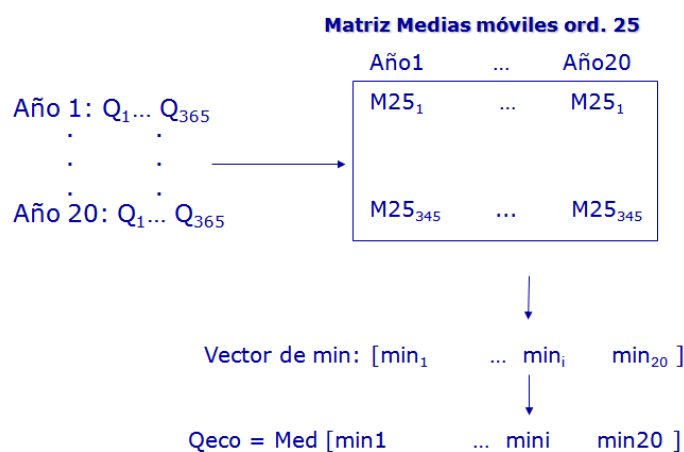 Matriz Medias móviles ord. 25
Año1 ... Año20
Año 1: Q1... Q365
M251 ... M251
. .
. .
. .
Año 20: Q1... Q365
M25345 ... M25345
Vector de min: [min1 ... mini min20 ]
Qeco = Med [min1 ... mini min20 ]